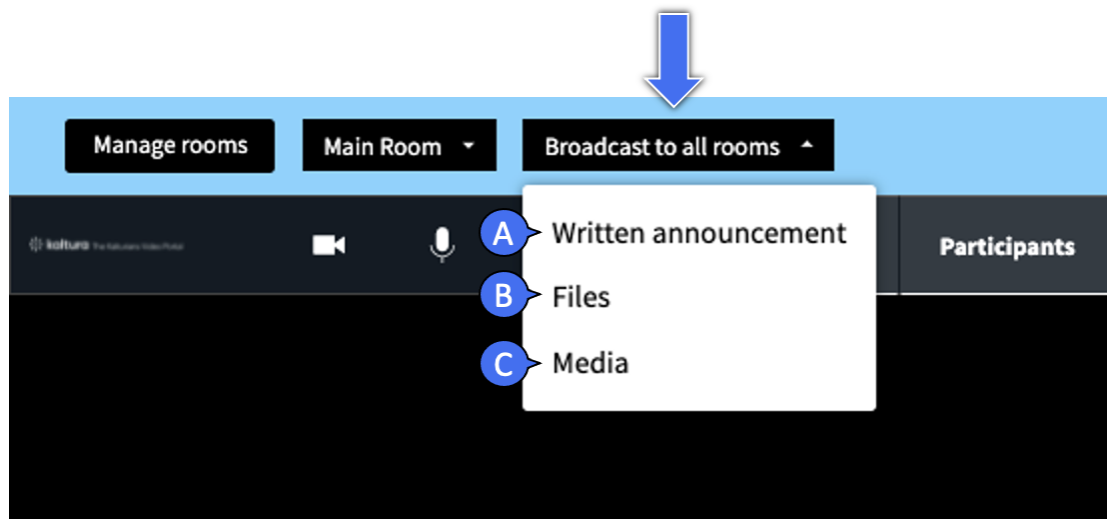 Manage rooms
Main Room
Broadcast to all rooms
kaltura
A Written announcement
Participants
B Files
C Media